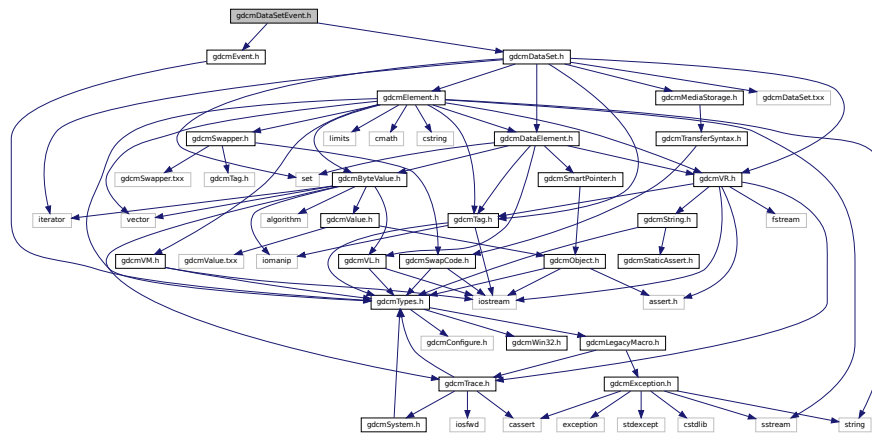 gdcmDataSetEvent.h
gdcmEvent.h
gdcmDataSet.h
gdcmElement.h
gdcmMediaStorage.h
gdcmDataSet.txx
gdcmSwapper.h
limits
cmath
cstring
gdcmDataElement.h
gdcmTransferSyntax.h
gdcmSwapper.txx
gdcmTag.h
set
gdcmByteValue.h
gdcmSmartPointer.h
gdcmVR.h
iterator
vector
algorithm
gdcmValue.h
gdcmTag.h
gdcmString.h
fstream
gdcmVM.h
gdcmValue.txx
iomanip
gdcmVL.h
gdcmSwapCode.h
gdcmObject.h
gdcmStaticAssert.h
gdcmTypes.h
iostream
assert.h
gdcmConfigure.h
gdcmWin32.h
gdcmLegacyMacro.h
gdcmTrace.h
gdcmException.h
gdcmSystem.h
iosfwd
cassert
exception
stdexcept
cstdlib
sstream
string